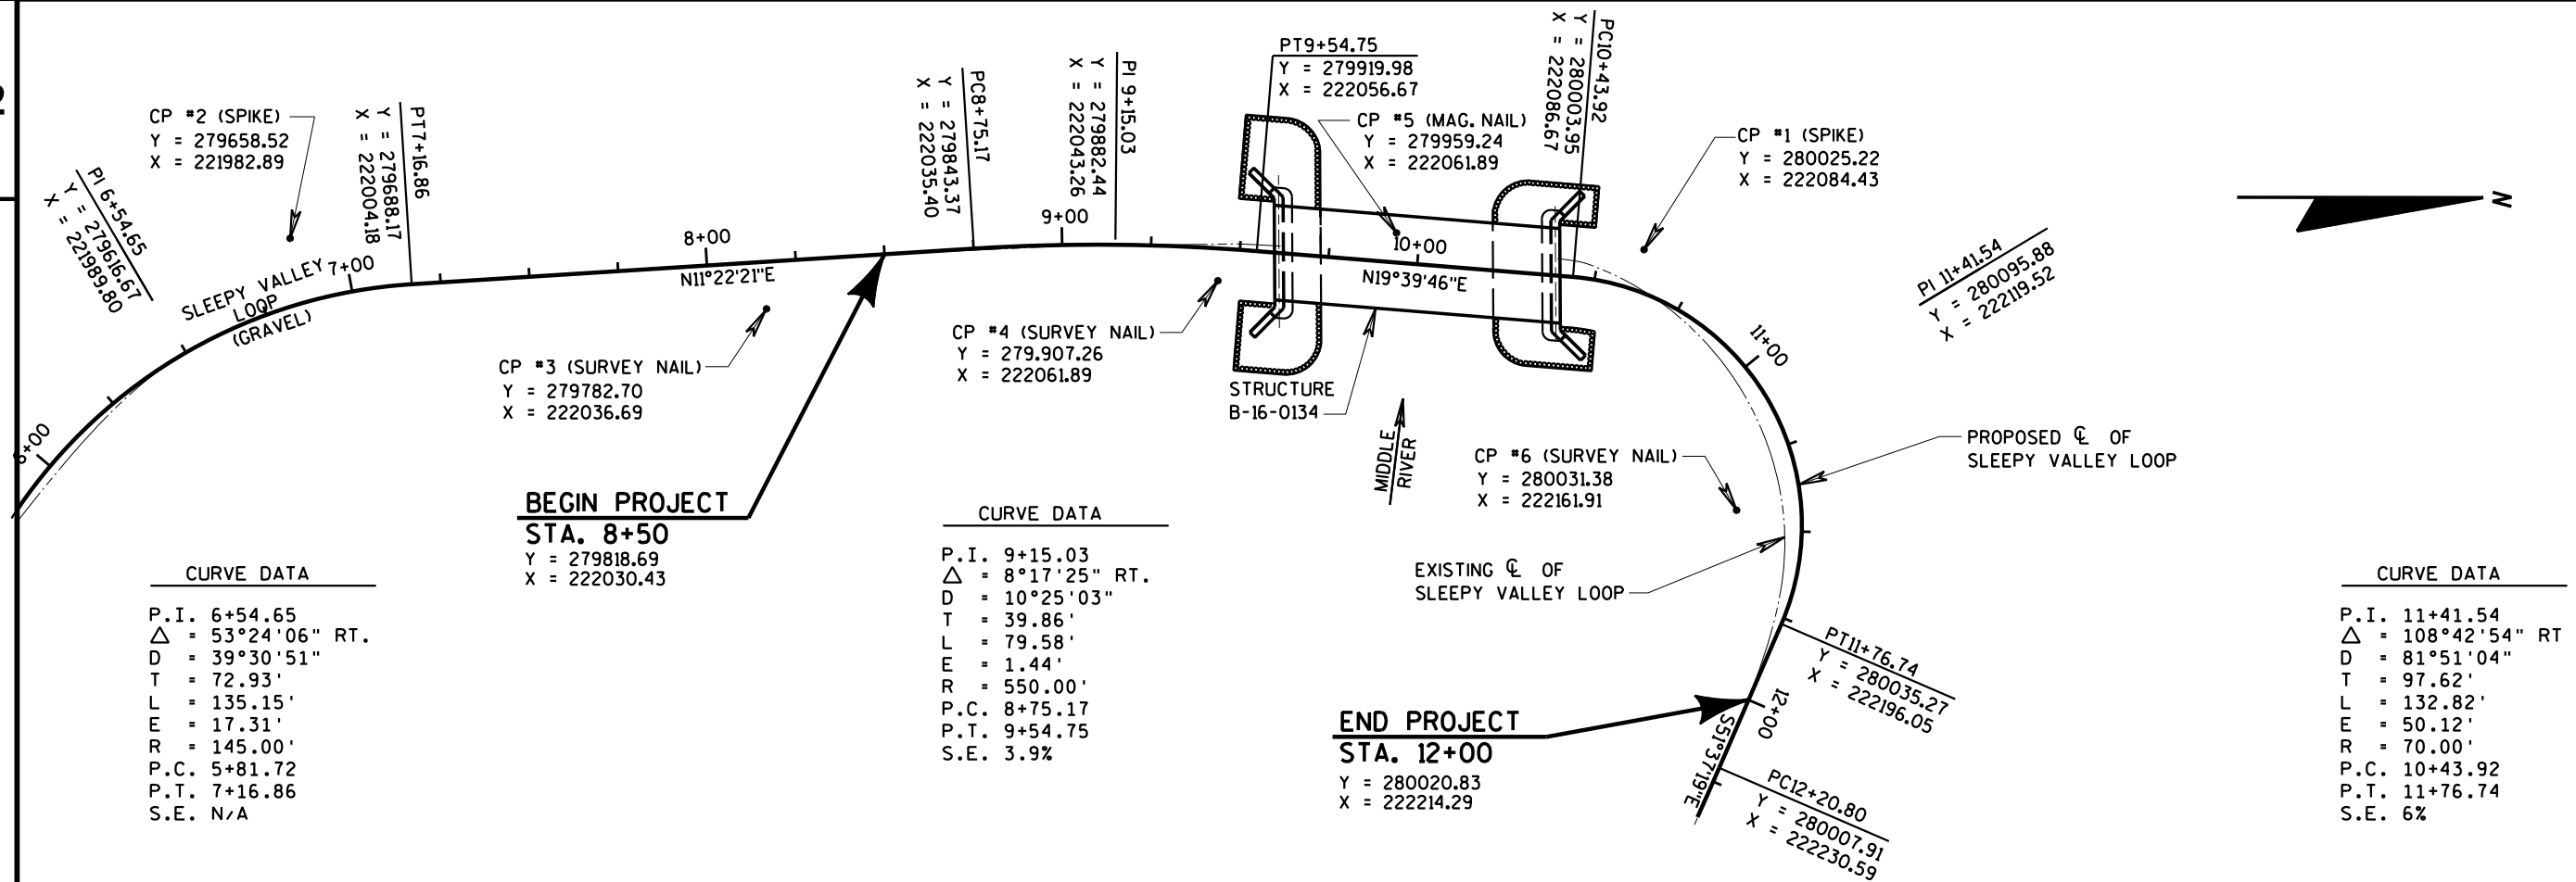 CP #2 (SPIKE)
Y = 279658.52
X = 221982.89
PI 6+54.65
Y = 279616.67
X = 221989.80
PT7+16.86
Y = 279688.17
X = 222004.18
PC8+75.17
Y = 279843.37
X = 222035.40
PI 9+15.03
Y = 279882.44
X = 222043.26
PT9+54.75
Y = 279919.98
X = 222056.67
CP #5 (MAG. NAIL)
Y = 279959.24
X = 222061.89
PC10+43.92
Y = 280003.95
X = 222086.67
CP #1 (SPIKE)
Y = 280025.22
X = 222084.43
N
PI 11+41.54
Y = 280095.88
X = 222119.52
6+00
SLEEPY VALLEY
LOOP
(GRAVEL)
7+00
8+00
N11°22'21"E
9+00
10+00
N19°39'46"E
11+00
CP #3 (SURVEY NAIL)
Y = 279782.70
X = 222036.69
CP #4 (SURVEY NAIL)
Y = 279.907.26
X = 222061.89
STRUCTURE
B-16-0134
MIDDLE
RIVER
CP #6 (SURVEY NAIL)
Y = 280031.38
X = 222161.91
PROPOSED ℄ OF
SLEEPY VALLEY LOOP
EXISTING ℄ OF
SLEEPY VALLEY LOOP
BEGIN PROJECT
STA. 8+50
Y = 279818.69
X = 222030.43
CURVE DATA
P.I. 6+54.65
△ = 53°24'06" RT.
D = 39°30'51"
T = 72.93'
L = 135.15'
E = 17.31'
R = 145.00'
P.C. 5+81.72
P.T. 7+16.86
S.E. N/A
CURVE DATA
P.I. 9+15.03
△ = 8°17'25" RT.
D = 10°25'03"
T = 39.86'
L = 79.58'
E = 1.44'
R = 550.00'
P.C. 8+75.17
P.T. 9+54.75
S.E. 3.9%
END PROJECT
STA. 12+00
Y = 280020.83
X = 222214.29
PT11+76.74
Y = 280035.27
X = 222196.05
12+00
S51°37'19"E
PC12+20.80
Y = 280007.91
X = 222230.59
CURVE DATA
P.I. 11+41.54
△ = 108°42'54" RT
D = 81°51'04"
T = 97.62'
L = 132.82'
E = 50.12'
R = 70.00'
P.C. 10+43.92
P.T. 11+76.74
S.E. 6%